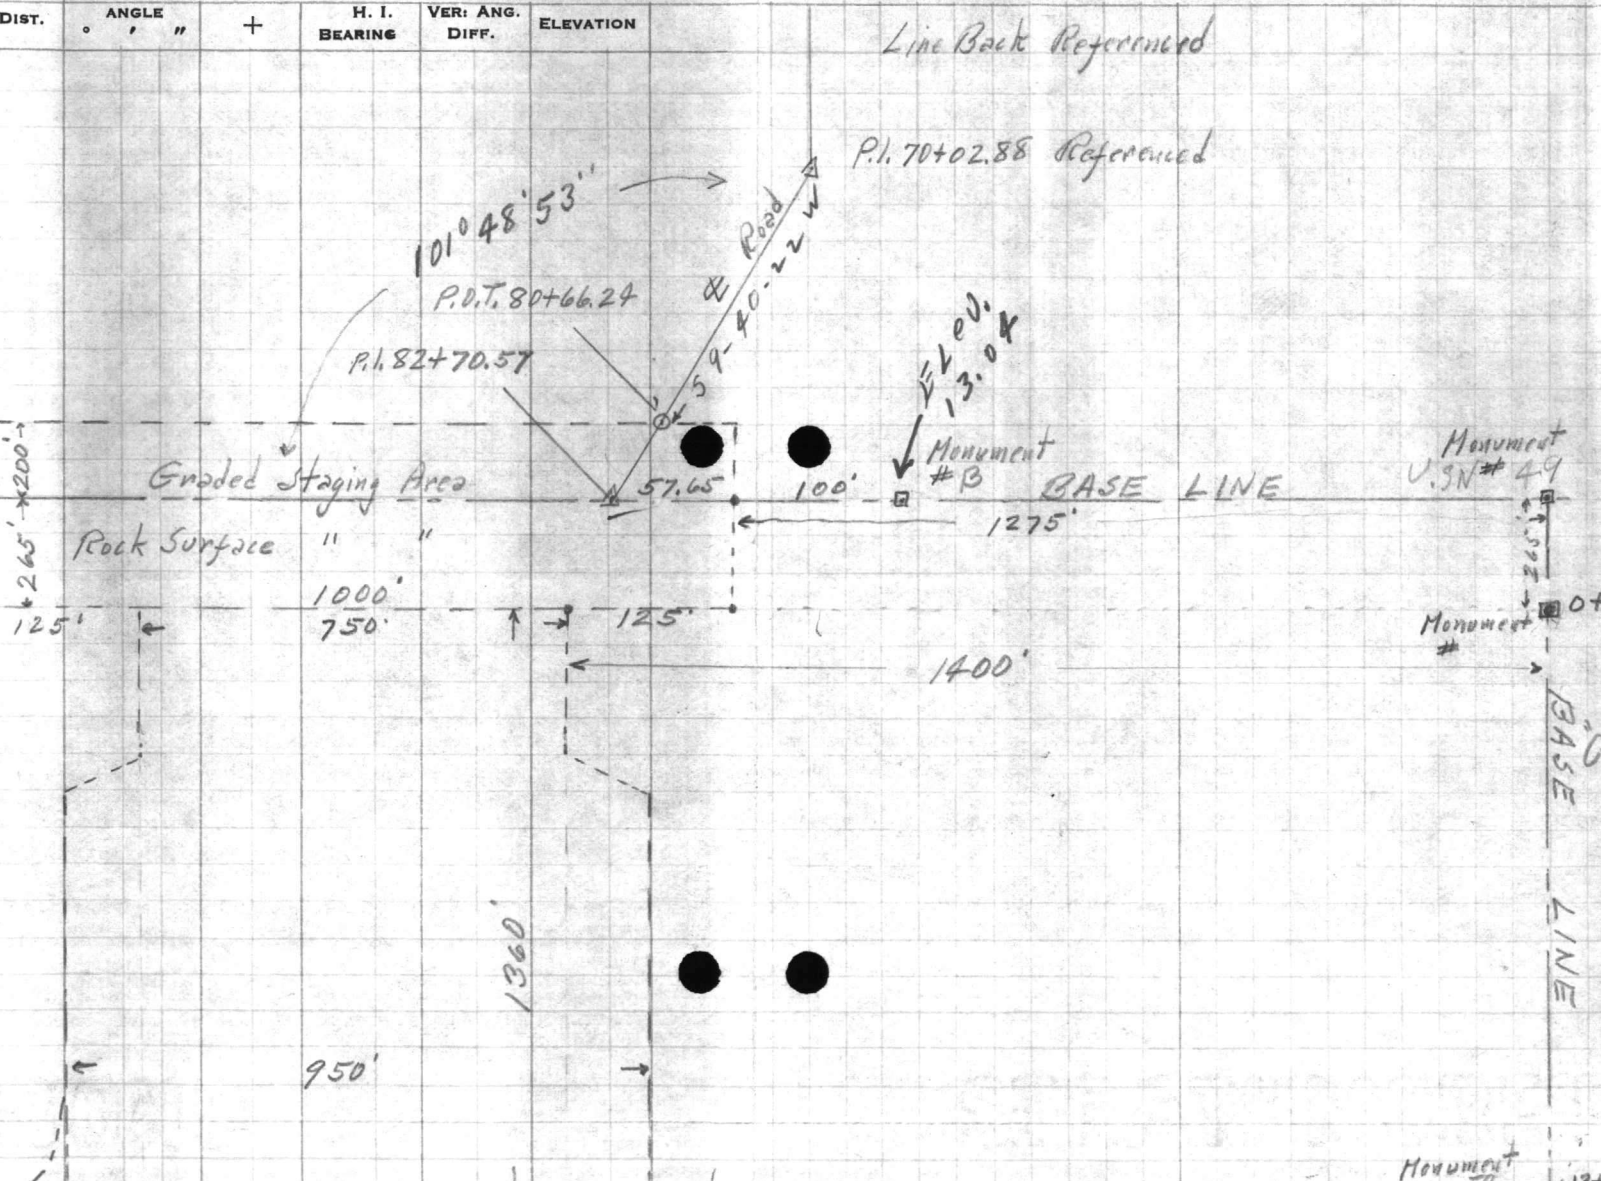 DIST.
ANGLE
° ' "
+
H. I.
BEARING
VER: ANG.
DIFF.
ELEVATION
Line Back Referenced
P.I. 70+02.88 Referenced
101° 48' 53"
Road
S 9-40-22 W
P.O.T. 80+66.24
P.I. 82+70.57
ELEV.
13.04
Monument
# B
Monument
U.S.N # 49
200'
Graded Staging Area
57.65
100'
BASE LINE
1275'
265'
Rock Surface " "
265'
1000'
125'
750'
125'
0+
Monument
#
1400'
BASE LINE
1360'
950'
Monument